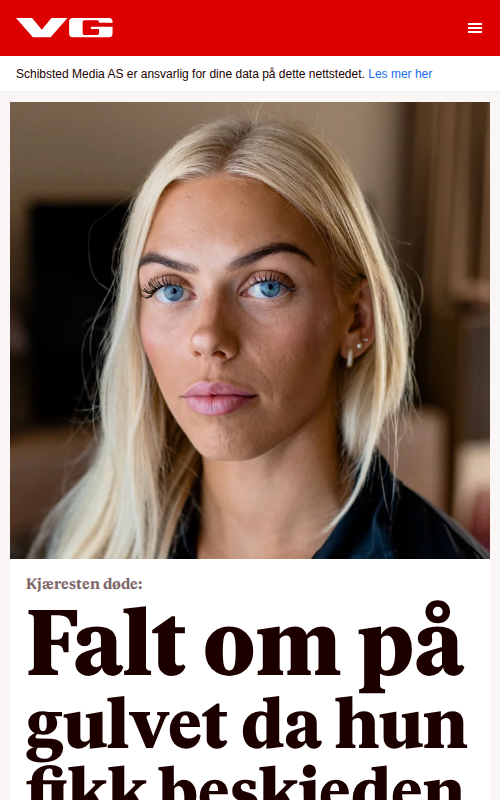 VG
Schibsted Media AS er ansvarlig for dine data på dette nettstedet. Les mer her
Kjæresten døde:
Falt om på
gulvet da hun
fikk beskjeden